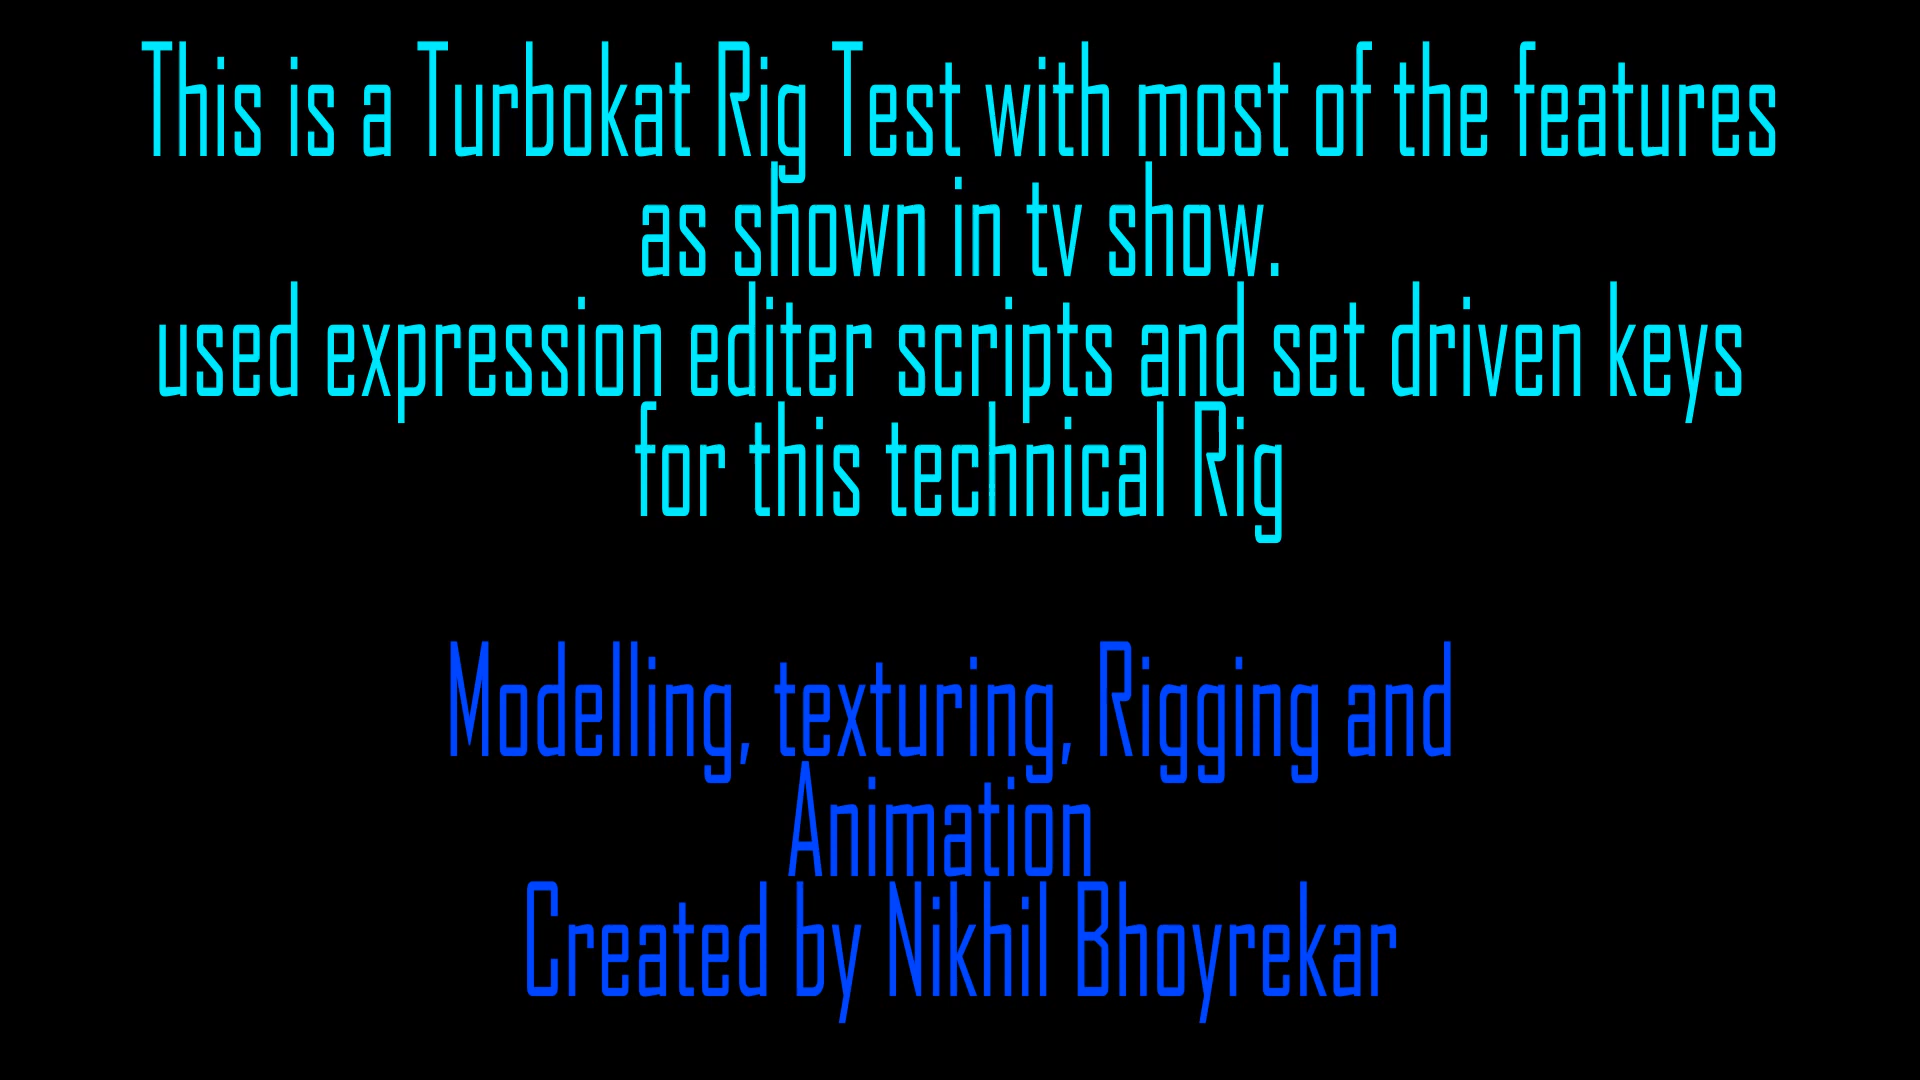 This is a Turbokat Rig Test with most of the features
as shown in tv show.
used expression editer scripts and set driven keys
for this technical Rig
Modelling, texturing, Rigging and
Animation
Created by Nikhil Bhoyrekar